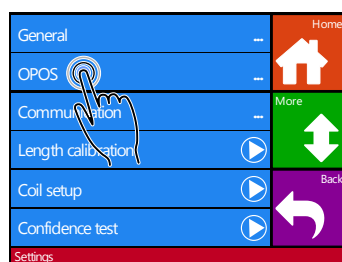 General ...
Home
OPOS ...
Communication ...
More
Length calibration
Coil setup
Back
Confidence test
Settings